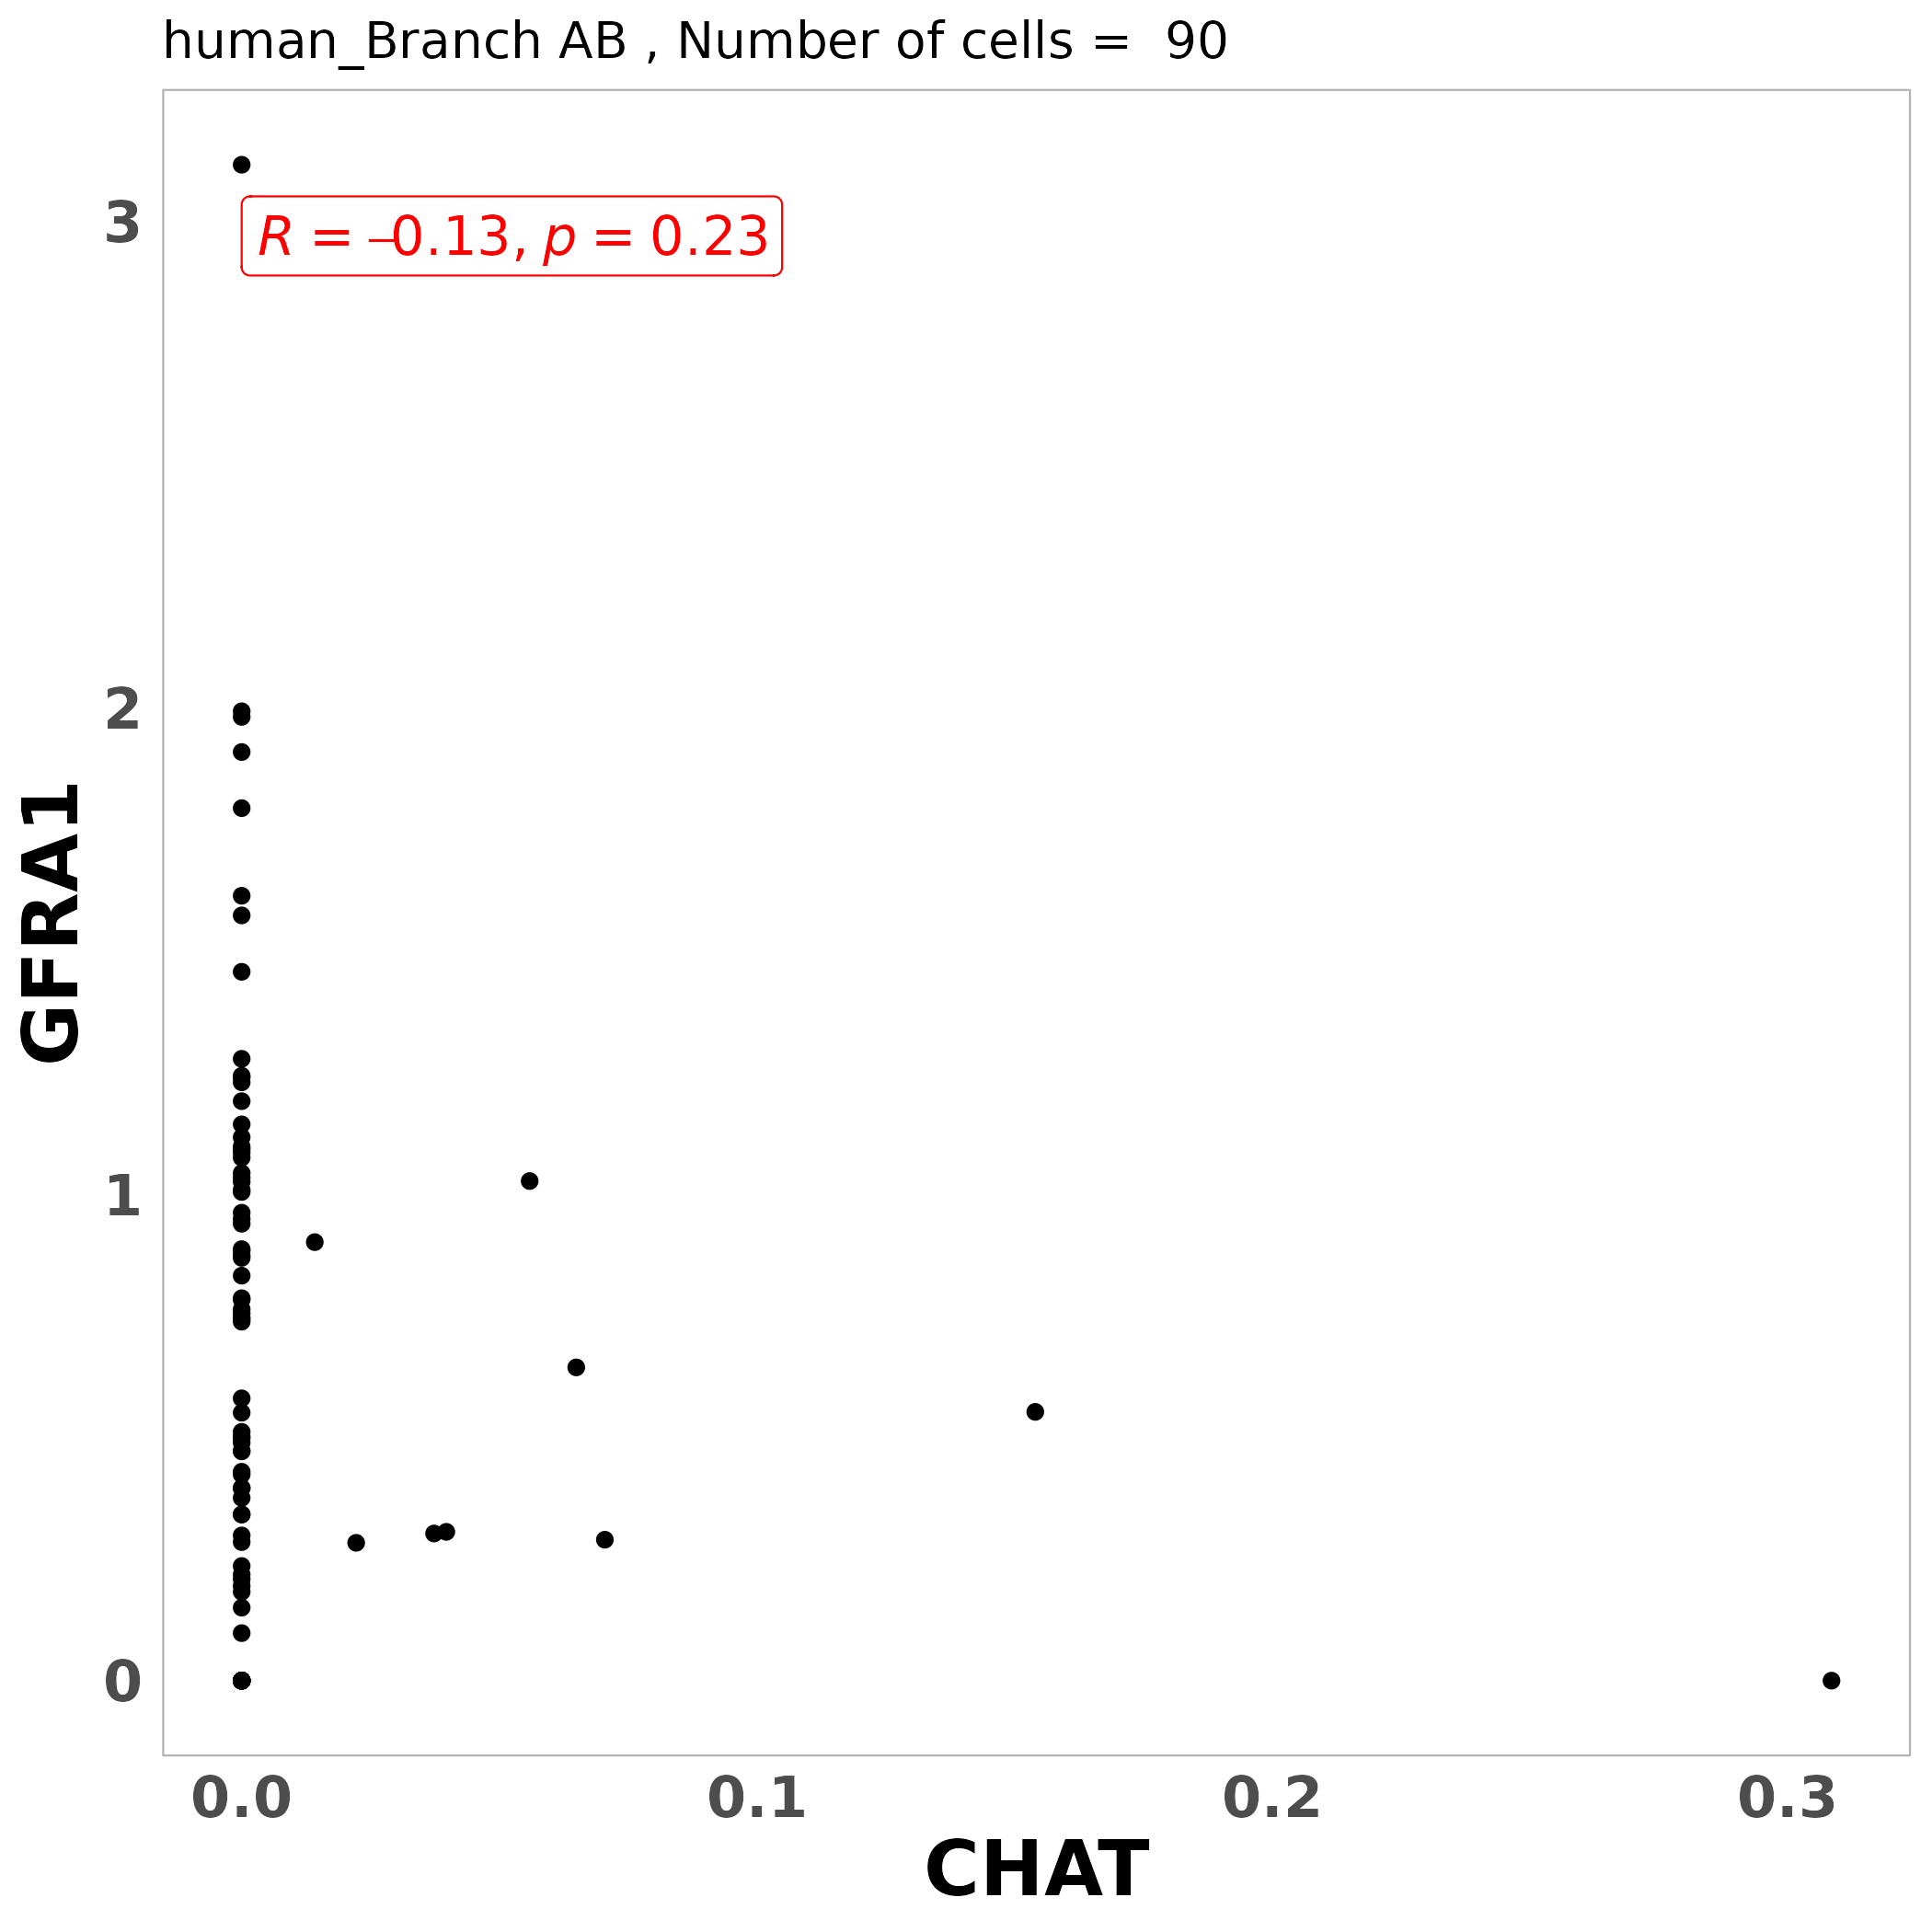 human_Branch AB , Number of cells =  90
R = –0.13, p = 0.23
3
2
1
0
GFRA1
0.0 0.1 0.2 0.3
CHAT